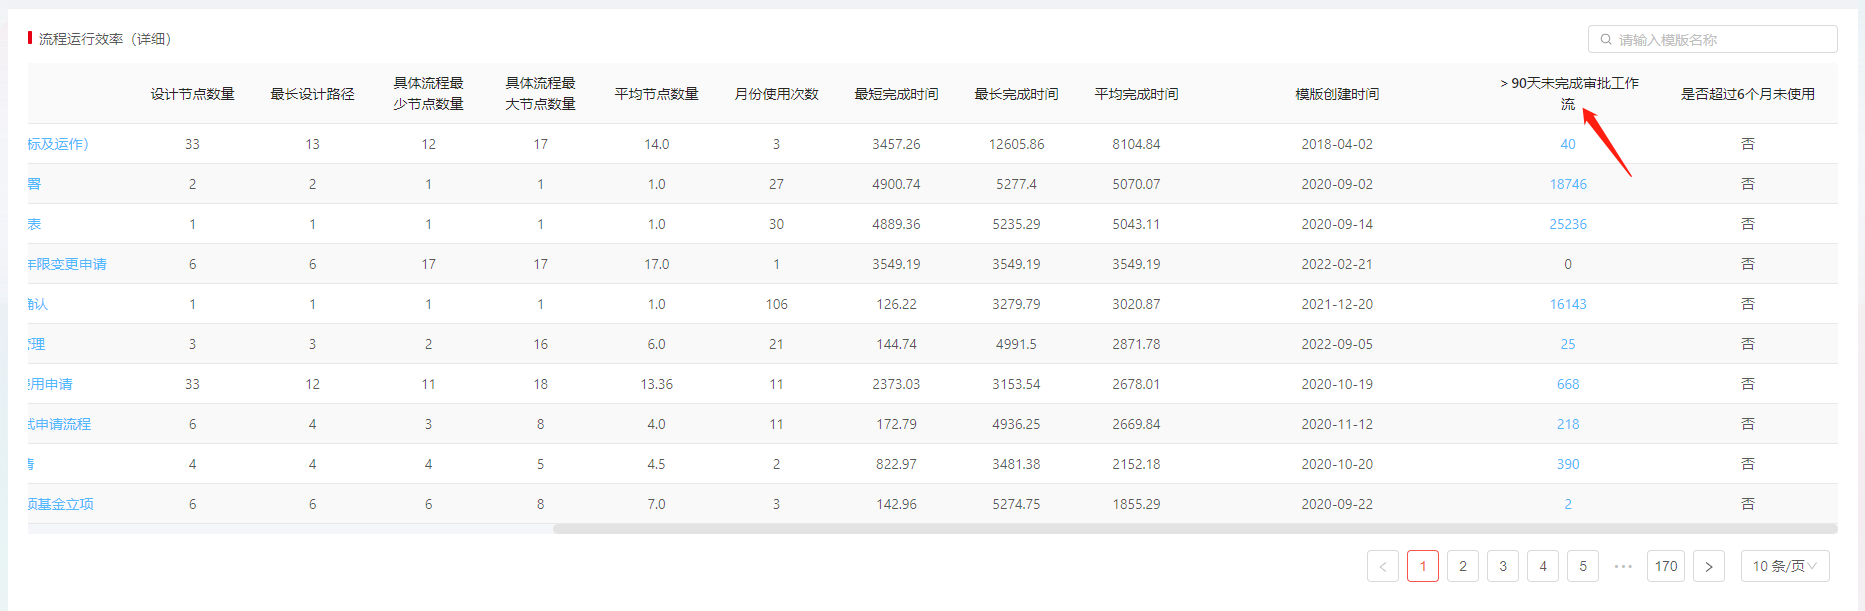 流程运行效率（详细）
请输入模版名称
设计节点数量 最长设计路径 具体流程最少节点数量 具体流程最大节点数量 平均节点数量 月份使用次数 最短完成时间 最长完成时间 平均完成时间 模版创建时间 > 90天未完成审批工作流 是否超过6个月未使用
标及运作） 33 13 12 17 14.0 3 3457.26 12605.86 8104.84 2018-04-02 40 否
署 2 2 1 1 1.0 27 4900.74 5277.4 5070.07 2020-09-02 18746 否
表 1 1 1 1 1.0 30 4889.36 5235.29 5043.11 2020-09-14 25236 否
年限变更申请 6 6 17 17 17.0 1 3549.19 3549.19 3549.19 2022-02-21 0 否
确认 1 1 1 1 1.0 106 126.22 3279.79 3020.87 2021-12-20 16143 否
理 3 3 2 16 6.0 21 144.74 4991.5 2871.78 2022-09-05 25 否
用申请 33 12 11 18 13.36 11 2373.03 3153.54 2678.01 2020-10-19 668 否
申请流程 6 4 3 8 4.0 11 172.79 4936.25 2669.84 2020-11-12 218 否
4 4 4 5 4.5 2 822.97 3481.38 2152.18 2020-10-20 390 否
项基金立项 6 6 6 8 7.0 3 142.96 5274.75 1855.29 2020-09-22 2 否
< 1 2 3 4 5 ••• 170 > 10 条/页